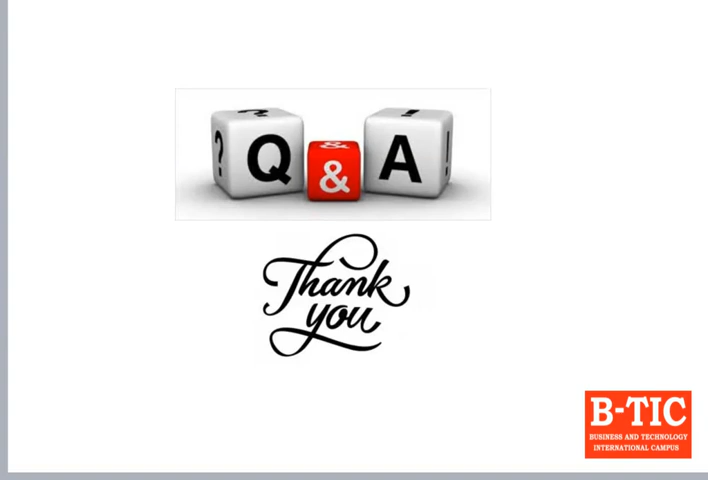 ? ? Q & & A ! !
Thank
you
B-TIC
BUSINESS AND TECHNOLOGY
INTERNATIONAL CAMPUS